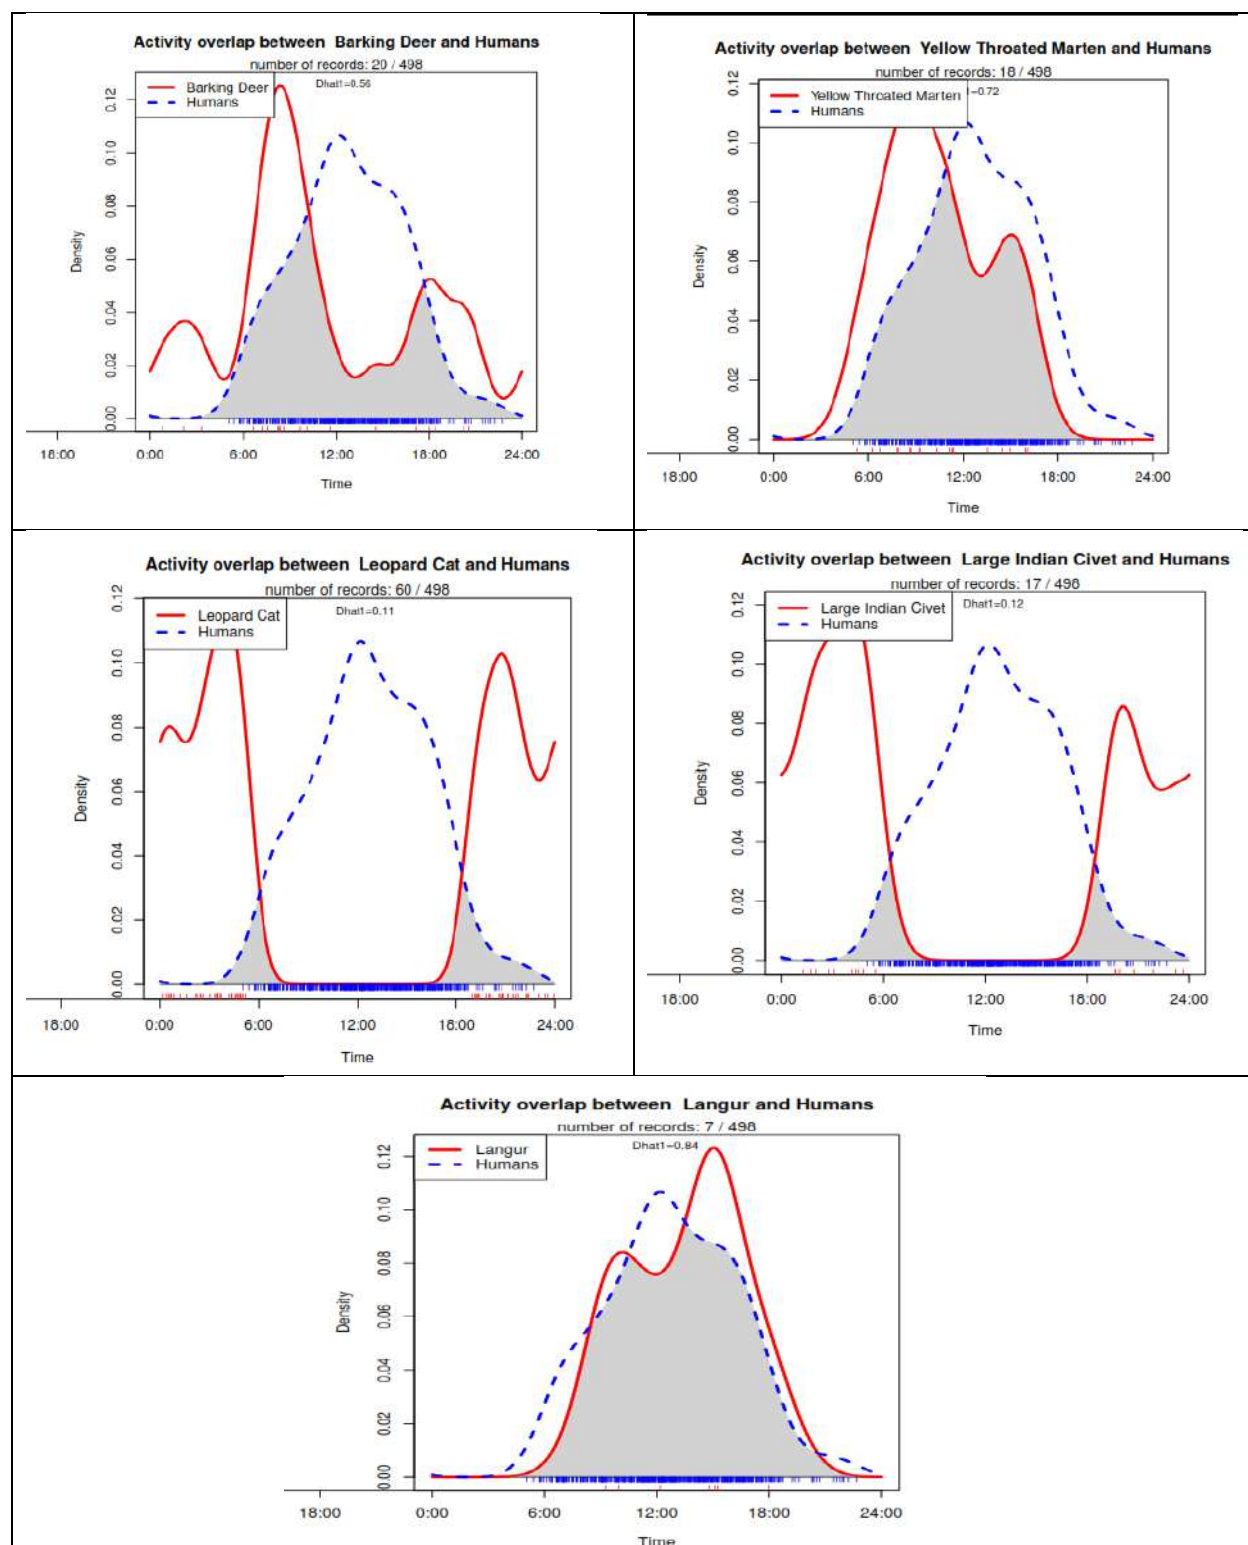 Activity overlap between Barking Deer and Humans
number of records: 20 / 498
Dhat1=0.56
Barking Deer
Humans
Density
0.00 0.02 0.04 0.06 0.08 0.10 0.12
18:00 0:00 6:00 12:00 18:00 24:00
Time
Activity overlap between Yellow Throated Marten and Humans
number of records: 18 / 498
1=0.72
Yellow Throated Marten
Humans
Density
0.00 0.02 0.04 0.06 0.08 0.10 0.12
18:00 0:00 6:00 12:00 18:00 24:00
Time
Activity overlap between Leopard Cat and Humans
number of records: 60 / 498
Dhat1=0.11
Leopard Cat
Humans
Density
0.00 0.02 0.04 0.06 0.08 0.10 0.12
18:00 0:00 6:00 12:00 18:00 24:00
Time
Activity overlap between Large Indian Civet and Humans
number of records: 17 / 498
Dhat1=0.12
Large Indian Civet
Humans
Density
0.00 0.02 0.04 0.06 0.08 0.10 0.12
18:00 0:00 6:00 12:00 18:00 24:00
Time
Activity overlap between Langur and Humans
number of records: 7 / 498
Dhat1=0.84
Langur
Humans
Density
0.00 0.02 0.04 0.06 0.08 0.10 0.12
18:00 0:00 6:00 12:00 18:00 24:00
Time